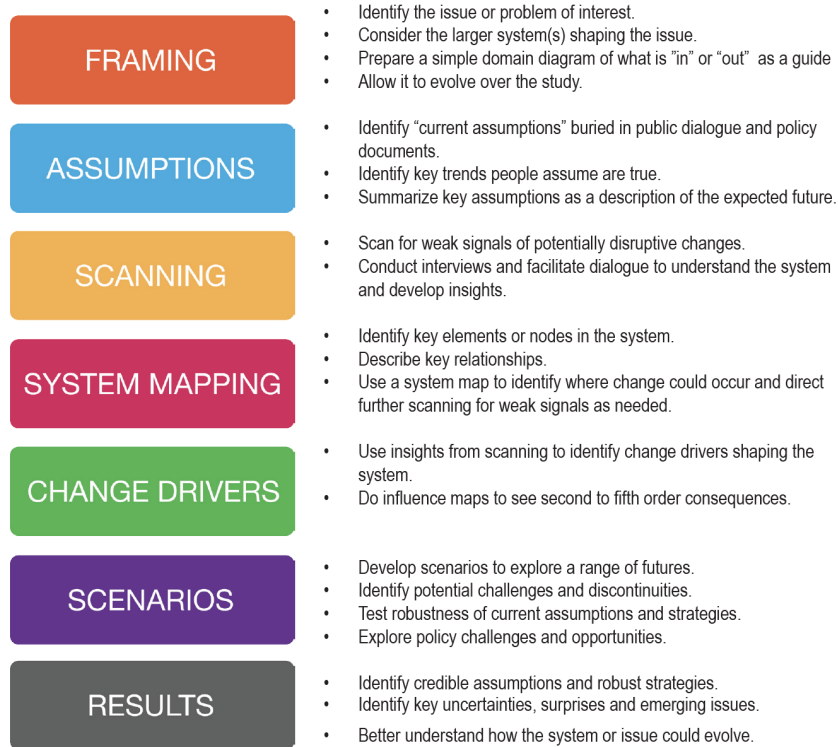 FRAMING
• Identify the issue or problem of interest.
• Consider the larger system(s) shaping the issue.
• Prepare a simple domain diagram of what is ”in” or “out” as a guide
• Allow it to evolve over the study.
ASSUMPTIONS
• Identify “current assumptions” buried in public dialogue and policy
documents.
• Identify key trends people assume are true.
• Summarize key assumptions as a description of the expected future.
SCANNING
• Scan for weak signals of potentially disruptive changes.
• Conduct interviews and facilitate dialogue to understand the system
and develop insights.
SYSTEM MAPPING
• Identify key elements or nodes in the system.
• Describe key relationships.
• Use a system map to identify where change could occur and direct
further scanning for weak signals as needed.
CHANGE DRIVERS
• Use insights from scanning to identify change drivers shaping the
system.
• Do influence maps to see second to fifth order consequences.
SCENARIOS
• Develop scenarios to explore a range of futures.
• Identify potential challenges and discontinuities.
• Test robustness of current assumptions and strategies.
• Explore policy challenges and opportunities.
RESULTS
• Identify credible assumptions and robust strategies.
• Identify key uncertainties, surprises and emerging issues.
• Better understand how the system or issue could evolve.